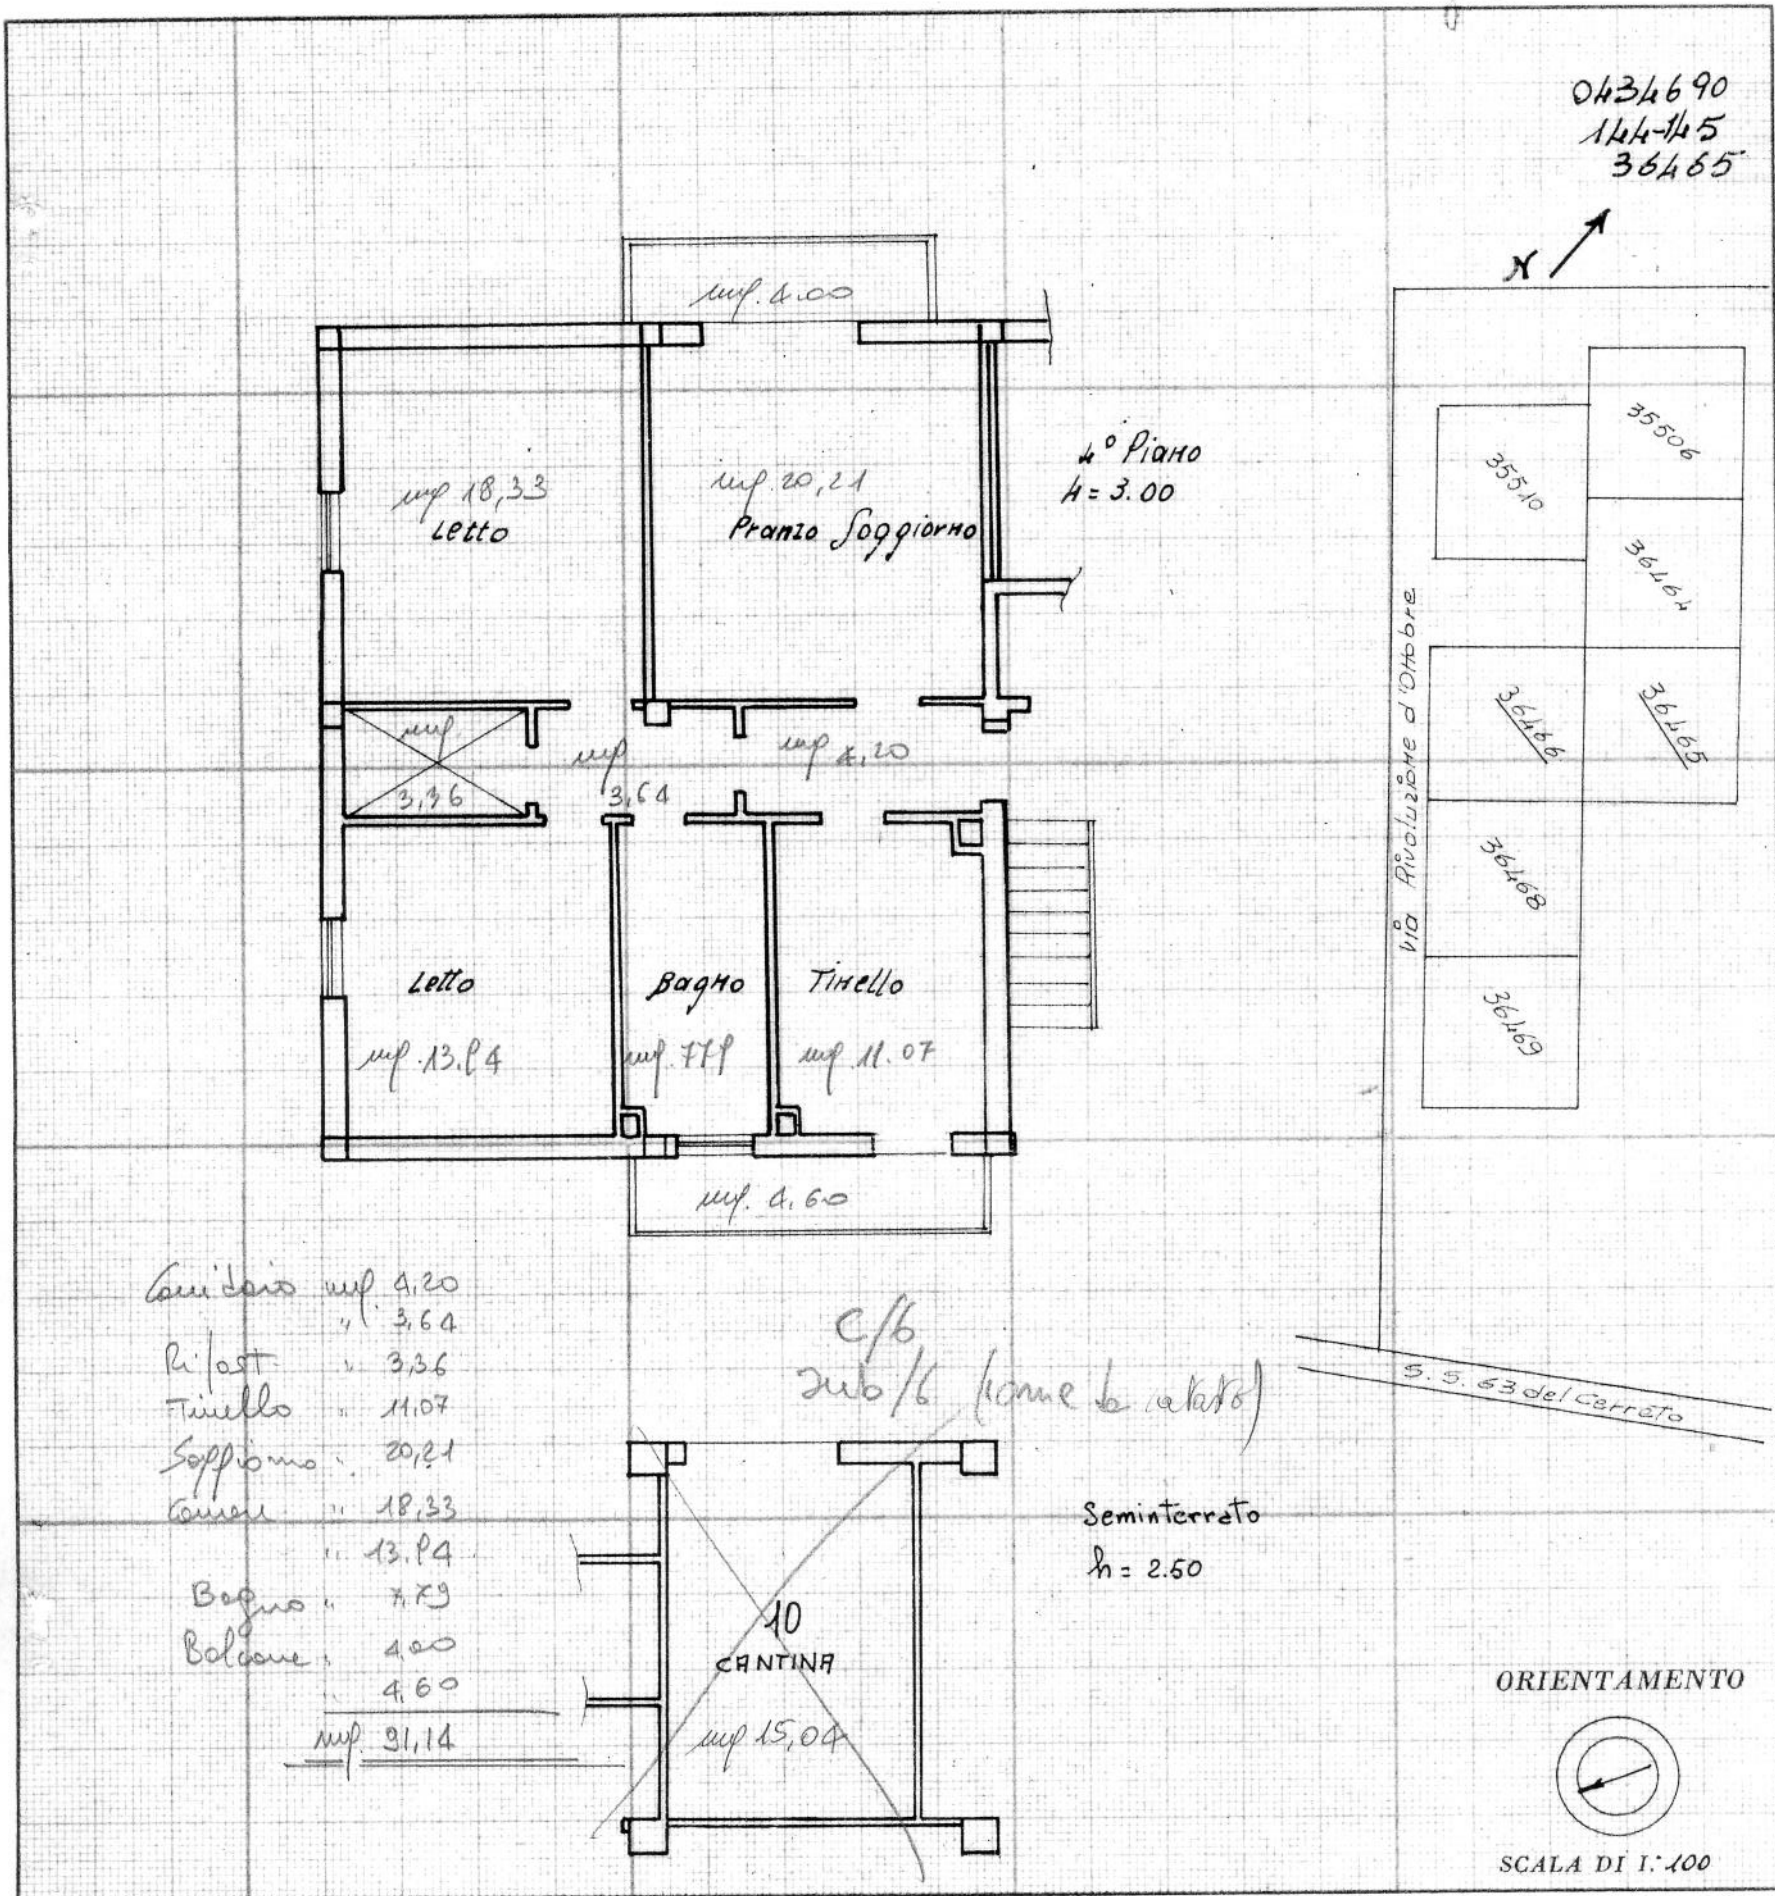 0434690
144-145
36465
N
mq. 4.00
mq 18,33
Letto
mq. 20,21
Pranzo Soggiorno
4° Piano
H = 3.00
35506
35510
36464
36466
36465
36468
36469
via Rivoluzione d'Ottobre
mq.
3,36
mq
3,64
mq 4,20
Letto
mq. 13.94
Bagno
mq. 7.79
Tinello
mq. 11.07
mq. 4.60
Corridoio mq 4,20
" 3,64
Ripost. " 3,36
Tinello " 11,07
Soggiorno " 20,21
Camere " 18,33
" 13.94
Bagno " 7,79
Balcone " 4,00
" 4,60
mq. 91,14
C/6
sub/6
S. S. 63 del Cerreto
Seminterrato
h = 2.50
10
CANTINA
mq 15,04
ORIENTAMENTO
SCALA DI 1:100